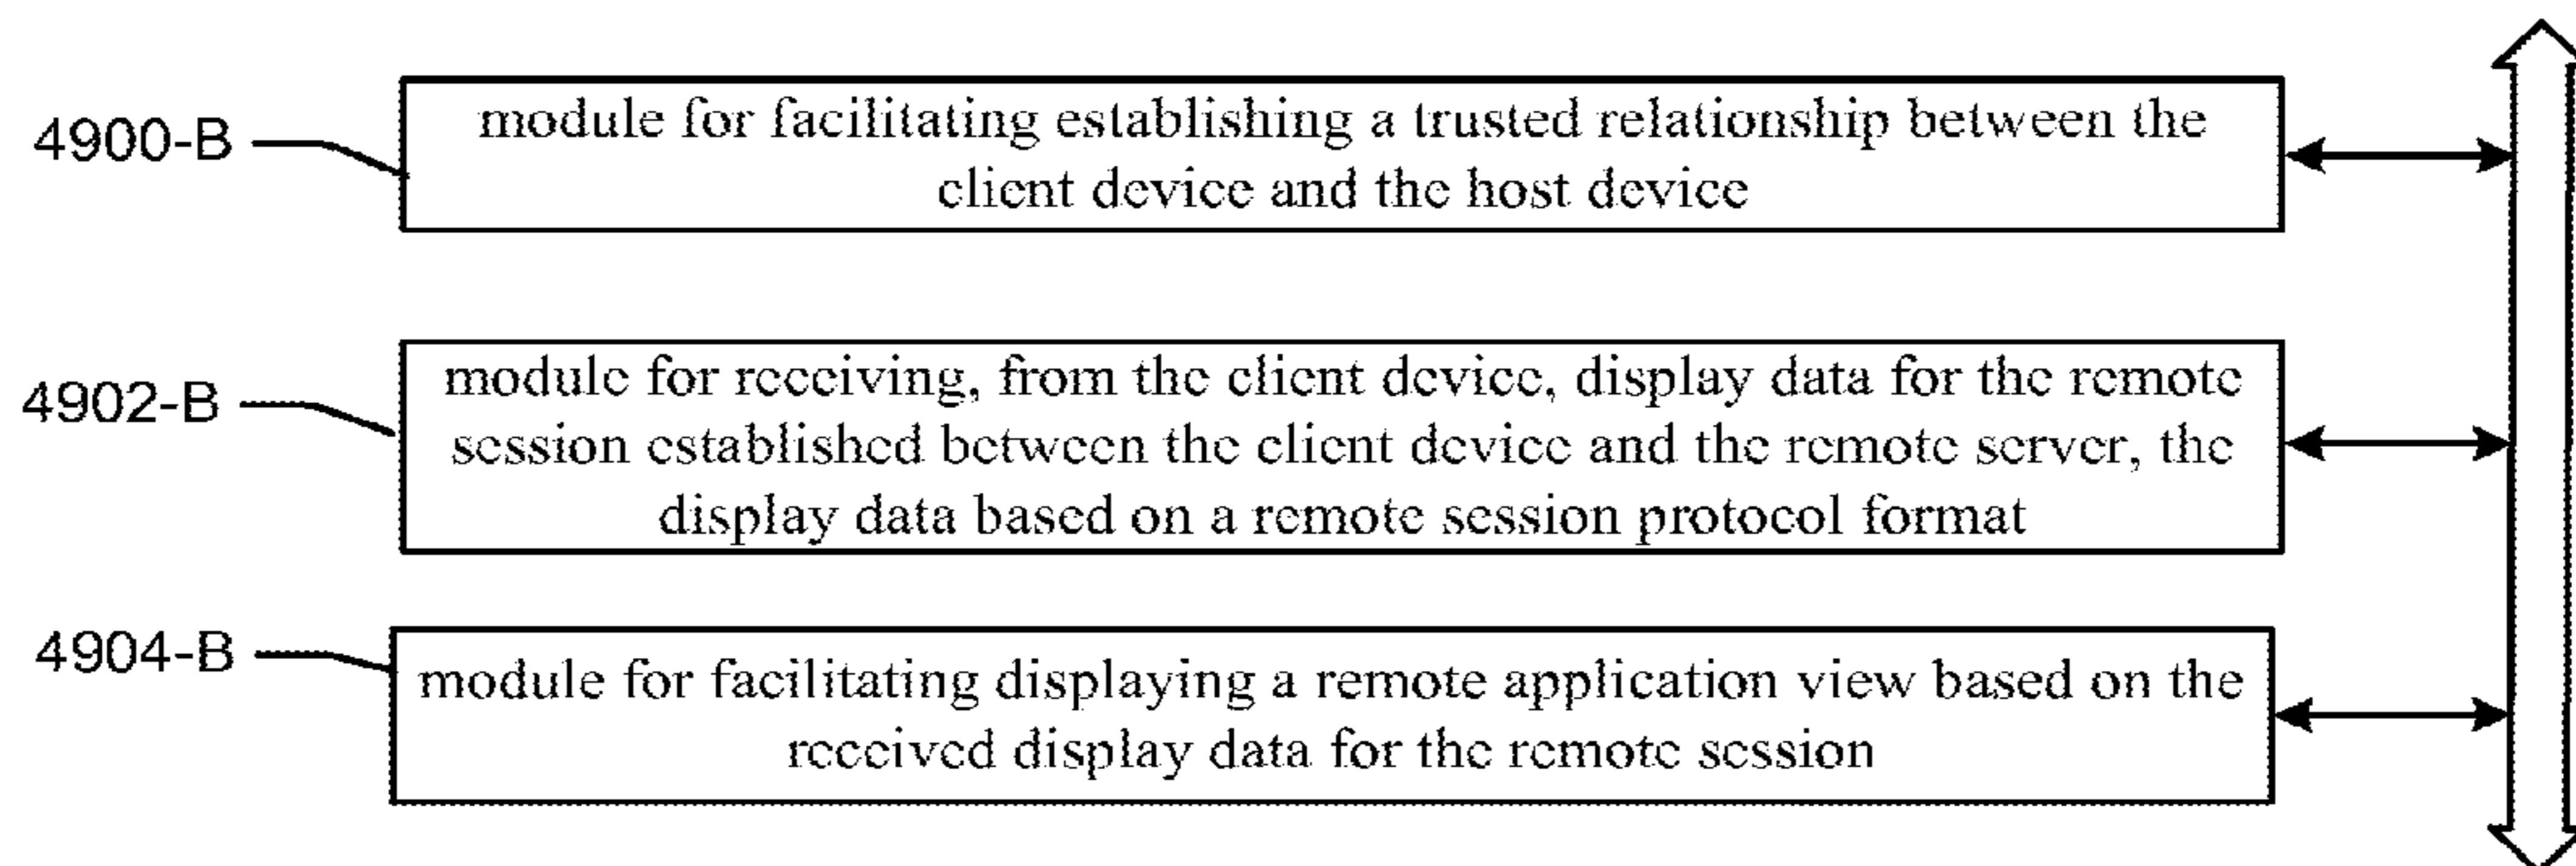 4900-B
module for facilitating establishing a trusted relationship between the
client device and the host device
4902-B
module for receiving, from the client device, display data for the remote
session established between the client device and the remote server, the
display data based on a remote session protocol format
4904-B
module for facilitating displaying a remote application view based on the
received display data for the remote session